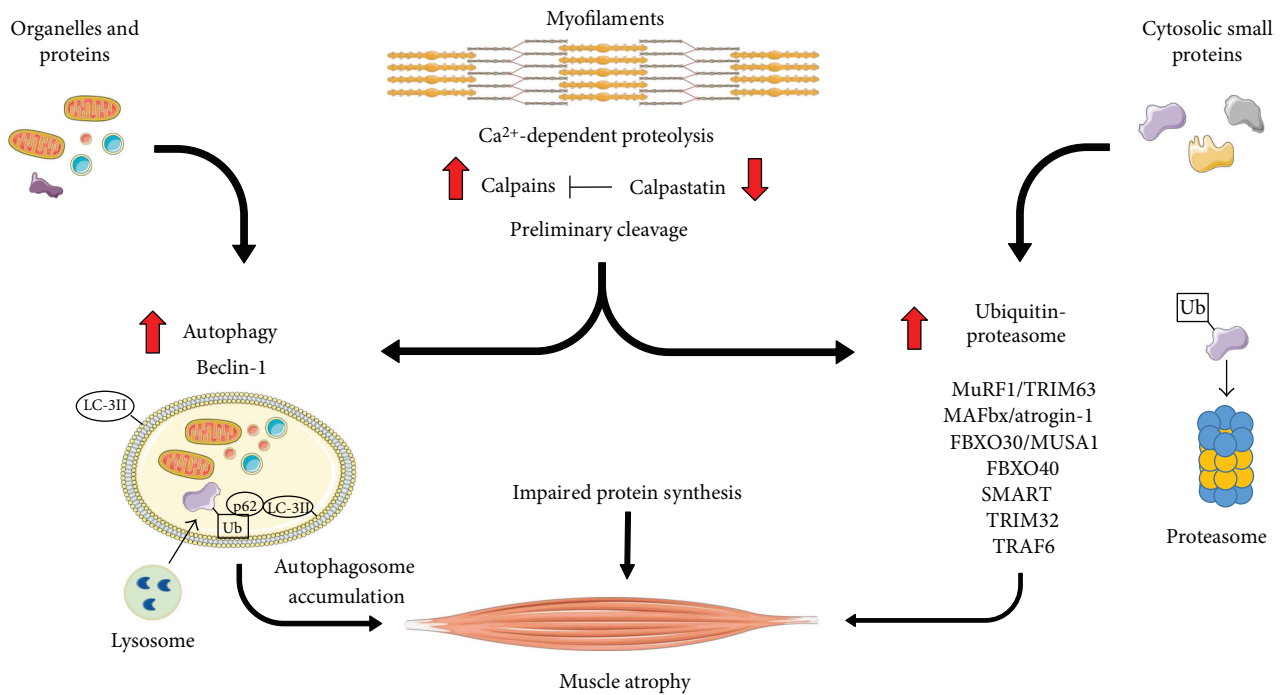 Organelles and
proteins
Myofilaments
Cytosolic small
proteins
Ca²⁺-dependent proteolysis
Calpains
Calpastatin
Preliminary cleavage
Autophagy
Beclin-1
LC-3II
p62
LC-3II
Ub
Lysosome
Autophagosome
accumulation
Impaired protein synthesis
Muscle atrophy
Ubiquitin-
proteasome
MuRF1/TRIM63
MAFbx/atrogin-1
FBXO30/MUSA1
FBXO40
SMART
TRIM32
TRAF6
Ub
Proteasome